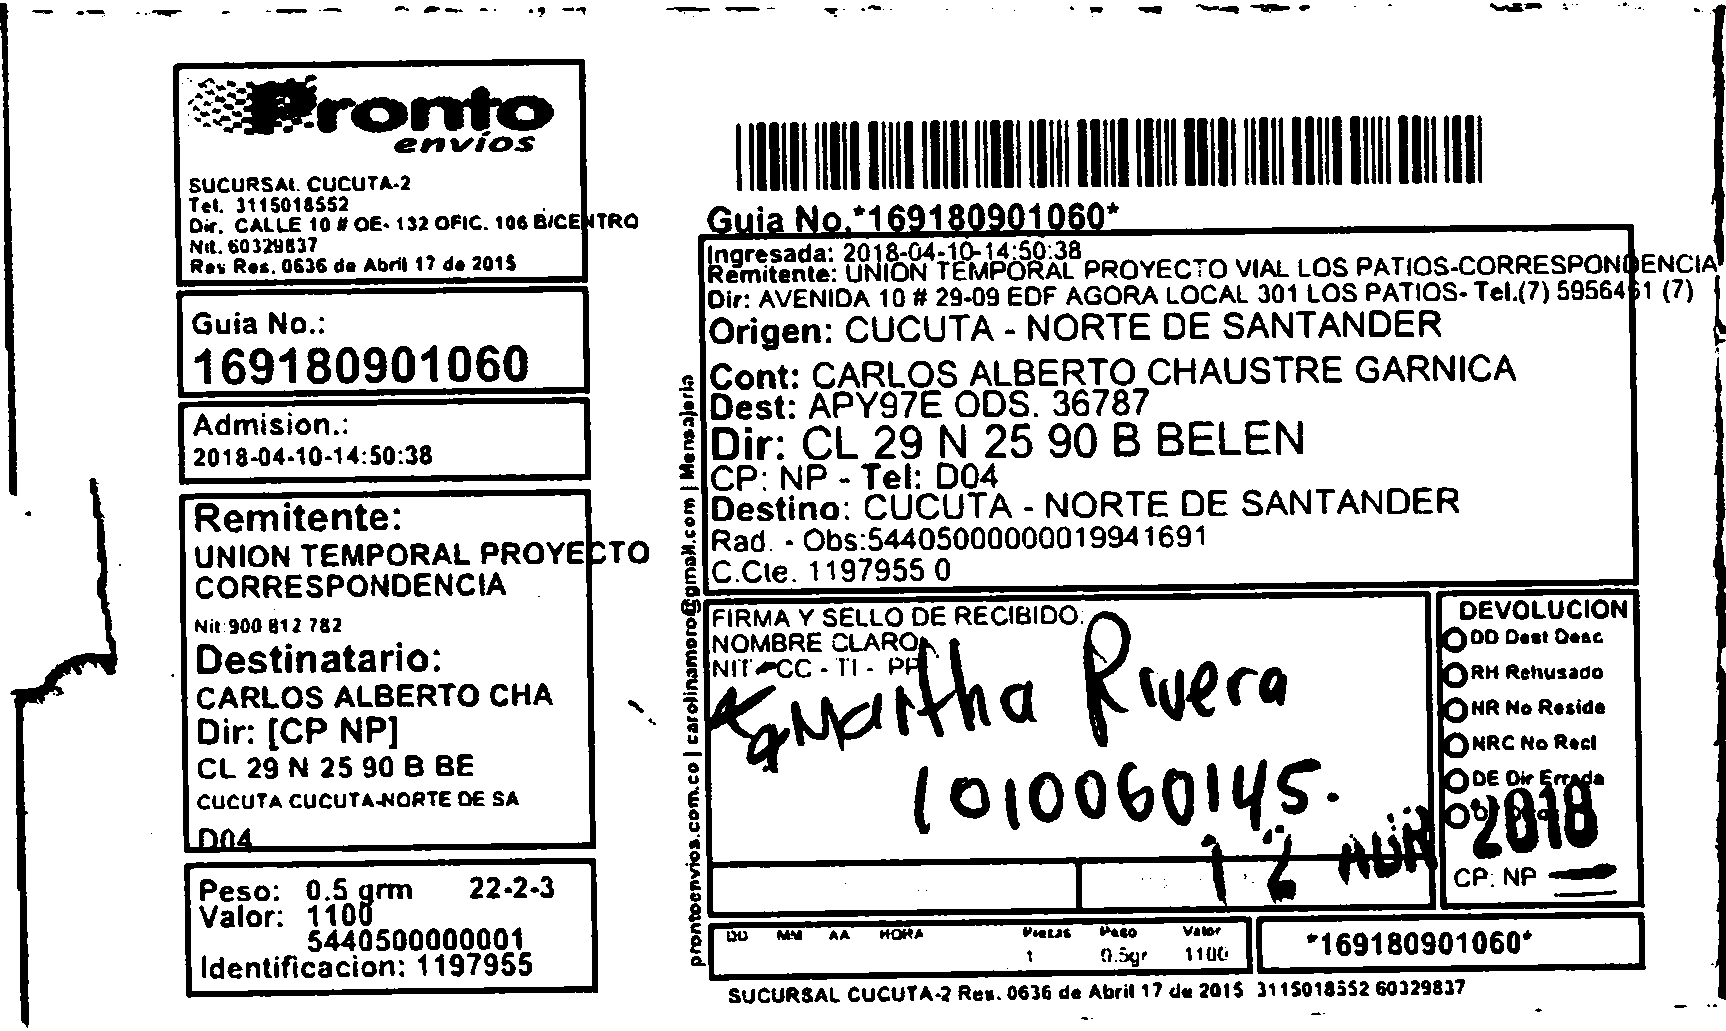 Pronto
envíos
SUCURSAL CUCUTA-2
Tel. 3115018552
Dir. CALLE 10 # OE- 132 OFIC. 106 B/CENTRO
Nit. 60329837
Res Res. 0636 de Abril 17 de 2015
Guia No.:
169180901060
Admision.:
2018-04-10-14:50:38
Remitente:
UNION TEMPORAL PROYECTO
CORRESPONDENCIA
Nit 900 812 782
Destinatario:
CARLOS ALBERTO CHA
Dir: [CP NP]
CL 29 N 25 90 B BE
CUCUTA CUCUTA-NORTE DE SA
D04
Peso: 0.5 grm 22-2-3
Valor: 1100
5440500000001
Identificacion: 1197955
prontoenvios.com.co | carolinamoro@gmail.com | Mensajeria
Guia No.*169180901060*
Ingresada: 2018-04-10-14:50:38
Remitente: UNION TEMPORAL PROYECTO VIAL LOS PATIOS-CORRESPONDENCIA
Dir: AVENIDA 10 # 29-09 EDF AGORA LOCAL 301 LOS PATIOS- Tel.(7) 5956461 (7)
Origen: CUCUTA - NORTE DE SANTANDER
Cont: CARLOS ALBERTO CHAUSTRE GARNICA
Dest: APY97E ODS. 36787
Dir: CL 29 N 25 90 B BELEN
CP: NP - Tel: D04
Destino: CUCUTA - NORTE DE SANTANDER
Rad. - Obs:54405000000019941691
C.Cte. 1197955 0
FIRMA Y SELLO DE RECIBIDO:
NOMBRE CLARO
NIT - CC - TI - PP
Martha Rivera
1010060145.
12
2018
DEVOLUCION
DD Dest Desc
RH Rehusado
NR No Reside
NRC No Recl
DE Dir Errada
CP: NP
DD MM AA HORA Piezas Peso Valor
1 0.5gr 1100
*169180901060*
SUCURSAL CUCUTA-2 Res. 0636 de Abril 17 de 2015 3115018552 60329837